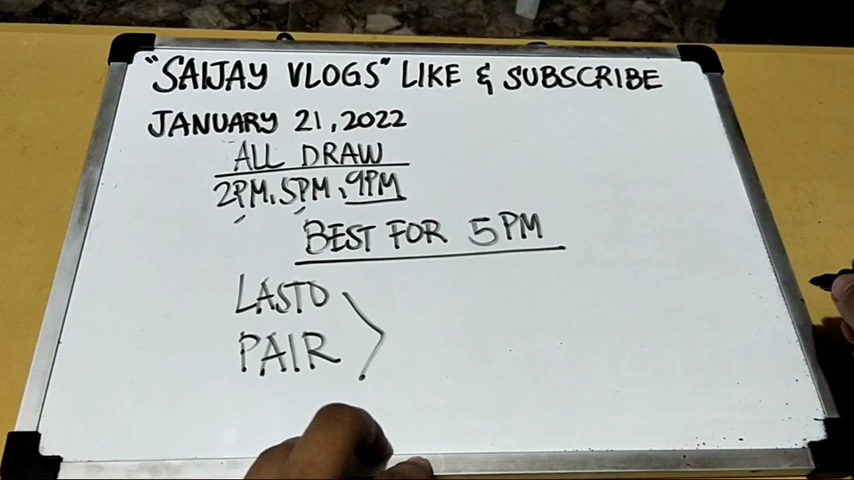 "SAIJAY VLOGS" LIKE & SUBSCRIBE
JANUARY 21, 2022
ALL DRAW
2PM, 5PM, 9PM
BEST FOR 5PM
LASTO
PAIR